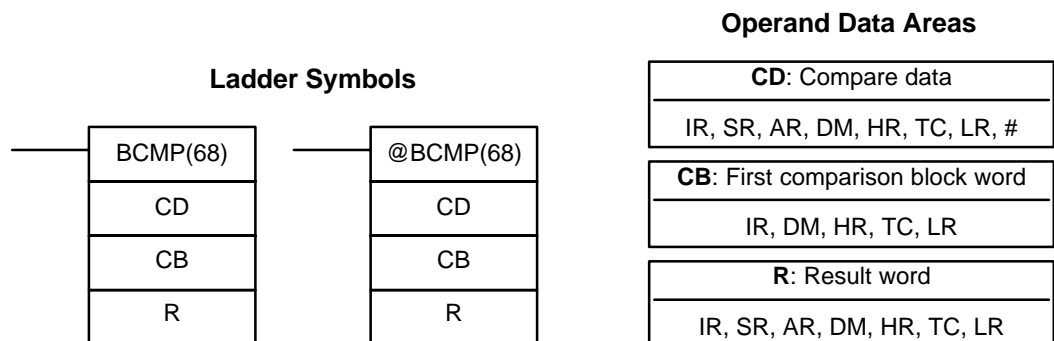 Ladder Symbols
BCMP(68)
CD
CB
R
@BCMP(68)
CD
CB
R
Operand Data Areas
CD: Compare data
IR, SR, AR, DM, HR, TC, LR, #
CB: First comparison block word
IR, DM, HR, TC, LR
R: Result word
IR, SR, AR, DM, HR, TC, LR